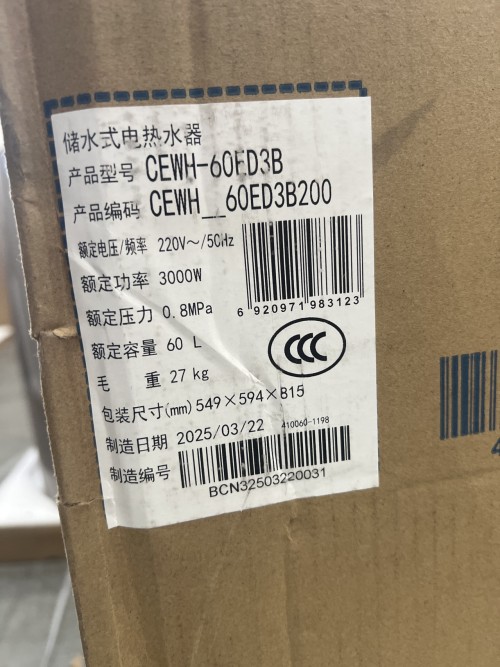 储水式电热水器
产品型号 CEWH-60ED3B
产品编码 CEWH__60ED3B200
额定电压/频率 220V～/50Hz
额定功率 3000W
额定压力 0.8MPa
6 920971 983123
额定容量 60 L
CCC
毛 重 27 kg
包装尺寸(mm) 549×594×815
制造日期 2025/03/22 410060-1198
制造编号
BCN32503220031